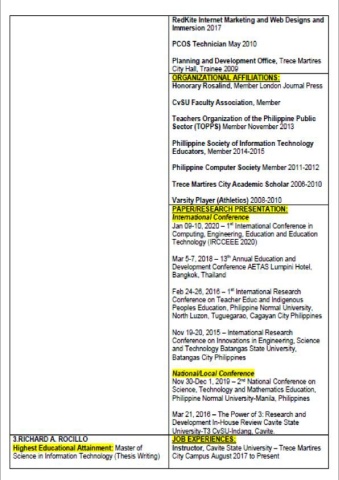 RedKite Internet Marketing and Web Designs and
Immersion 2017
PCOS Technician May 2010
Planning and Development Office, Trece Martires
City Hall, Trainee 2009
ORGANIZATIONAL AFFILIATIONS:
Honorary Rosalind, Member London Journal Press
CvSU Faculty Association, Member
Teachers Organization of the Philippine Public
Sector (TOPPS) Member November 2013
Philippine Society of Information Technology
Educators, Member 2014-2015
Philippine Computer Society Member 2011-2012
Trece Martires City Academic Scholar 2006-2010
Varsity Player (Athletics) 2008-2010
PAPER/RESEARCH PRESENTATION:
International Conference
Jan 09-10, 2020 – 1st International Conference in
Computing, Engineering, Education and Education
Technology (IRCCEEE 2020)
Mar 5-7, 2018 – 13th Annual Education and
Development Conference AETAS Lumpini Hotel,
Bangkok, Thailand
Feb 24-26, 2016 – 1st International Research
Conference on Teacher Educ and Indigenous
Peoples Education, Philippine Normal University,
North Luzon, Tuguegarao, Cagayan City Philippines
Nov 19-20, 2015 – International Research
Conference on Innovations in Engineering, Science
and Technology Batangas State University,
Batangas City Philippines
National/Local Conference
Nov 30-Dec 1, 2019 – 2nd National Conference on
Science, Technology and Mathematics Education,
Philippine Normal University-Manila, Philippines
Mar 21, 2016 – The Power of 3: Research and
Development In-House Review Cavite State
University-T3 CvSU-Indang, Cavite.
3.RICHARD A. ROCILLO
Highest Educational Attainment: Master of
Science in Information Technology (Thesis Writing)
JOB EXPERIENCES:
Instructor, Cavite State University – Trece Martires
City Campus August 2017 to Present